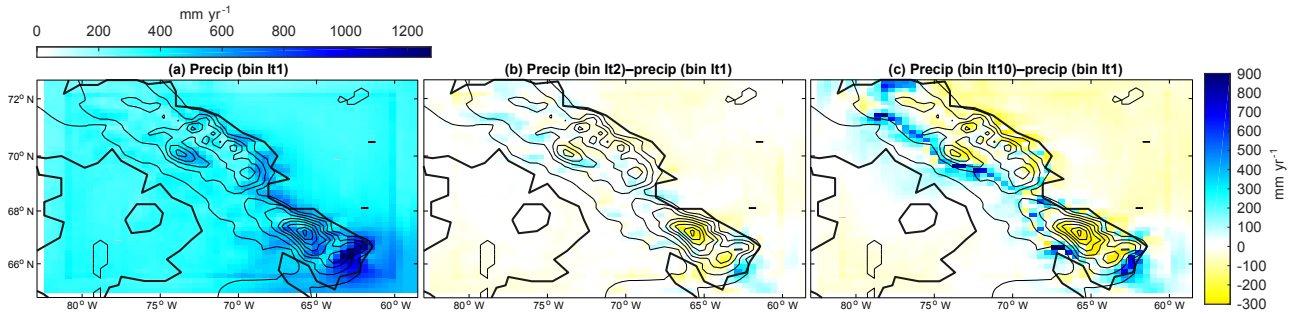 mm yr⁻¹
0 200 400 600 800 1000 1200
(a) Precip (bin It1)
(b) Precip (bin It2)–precip (bin It1)
(c) Precip (bin It10)–precip (bin It1)
72° N
70° N
68° N
66° N
80° W 75° W 70° W 65° W 60° W
80° W 75° W 70° W 65° W 60° W
80° W 75° W 70° W 65° W 60° W
900
800
700
600
500
400
300
200
100
0
-100
-200
-300
mm yr⁻¹